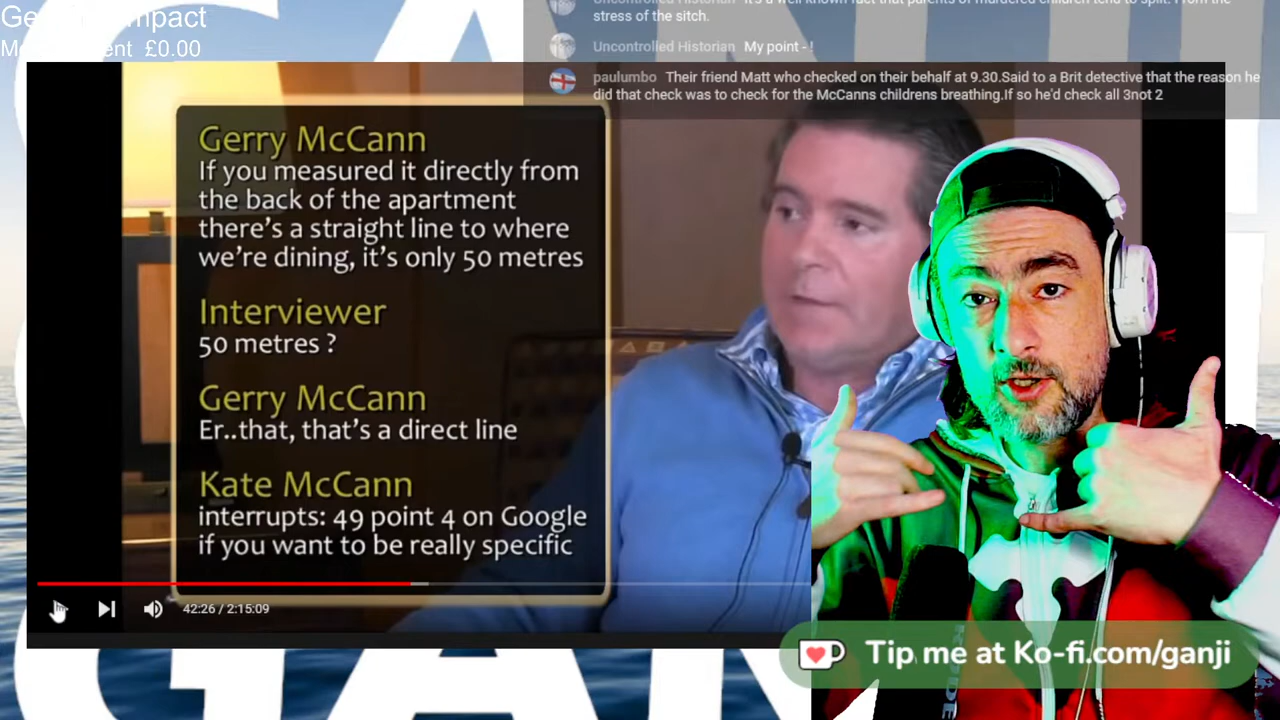 Ge mpact
Me ent £0.00
Uncontrolled Historian It's a well known fact that parents of murdered children tend to split. From the
stress of the sitch.
Uncontrolled Historian My point - !
paulumbo Their friend Matt who checked on their behalf at 9.30.Said to a Brit detective that the reason he
did that check was to check for the McCanns childrens breathing.If so he'd check all 3not 2
Gerry McCann
If you measured it directly from
the back of the apartment
there's a straight line to where
we're dining, it's only 50 metres
Interviewer
50 metres ?
Gerry McCann
Er..that, that's a direct line
Kate McCann
interrupts: 49 point 4 on Google
if you want to be really specific
42:26 / 2:15:09
Tip me at Ko-fi.com/ganji